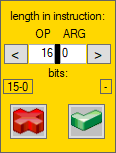 length in instruction:
OP ARG
< 16 0 >
bits:
15-0 -